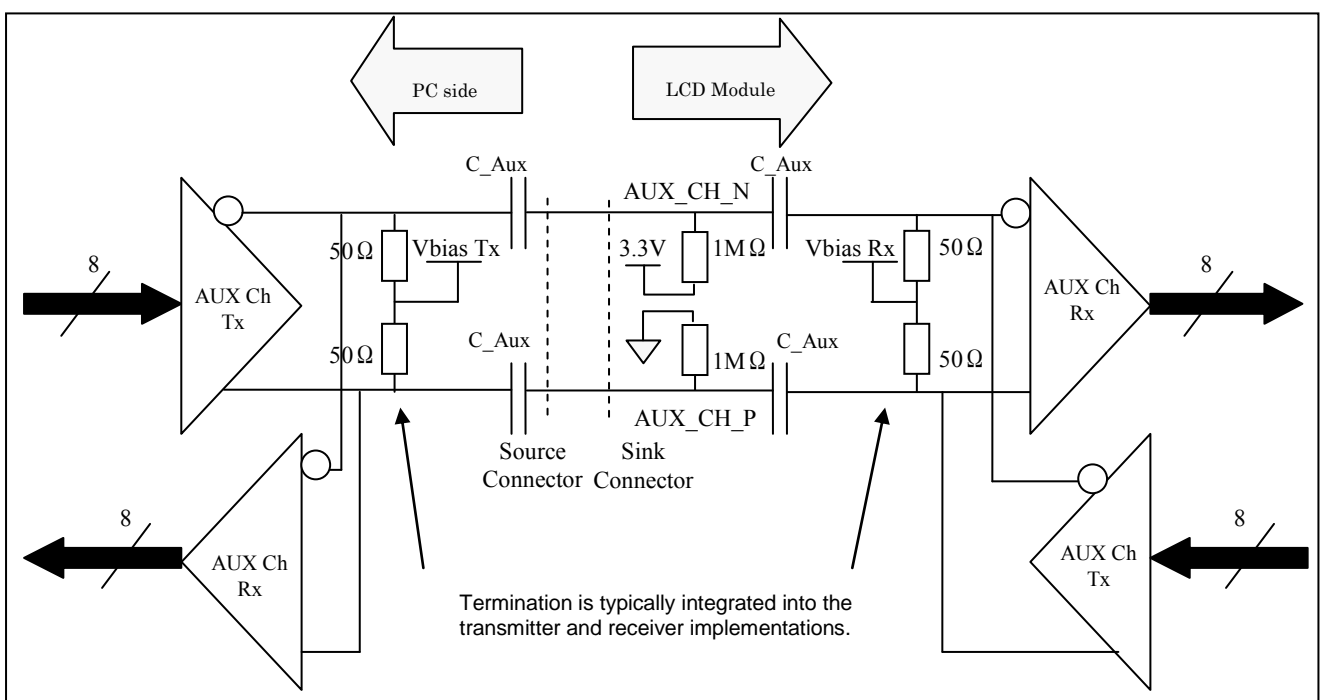 PC side
LCD Module
C_Aux
C_Aux
AUX_CH_N
50Ω
Vbias Tx
3.3V
1MΩ
Vbias Rx
50Ω
8
8
AUX Ch
Tx
AUX Ch
Rx
50Ω
C_Aux
1MΩ
C_Aux
50Ω
AUX_CH_P
Source
Connector
Sink
Connector
8
8
AUX Ch
Rx
AUX Ch
Tx
Termination is typically integrated into the
transmitter and receiver implementations.